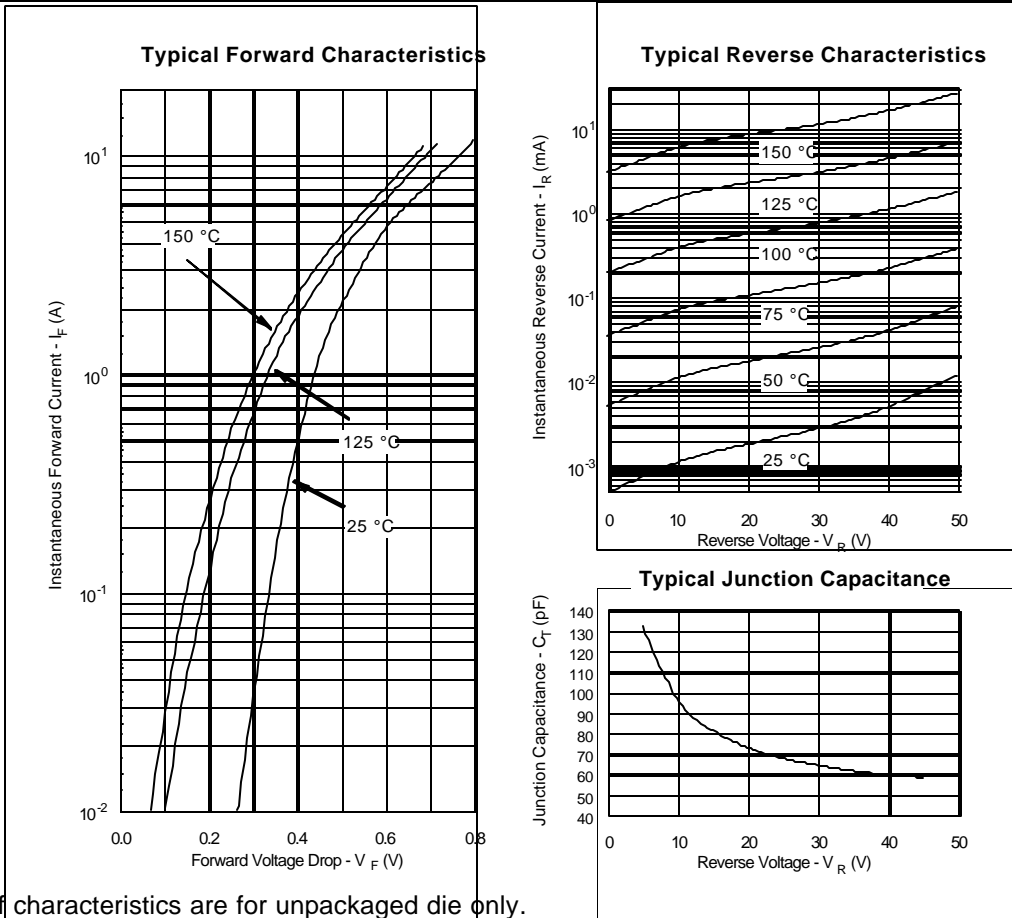 Typical Forward Characteristics
Instantaneous Forward Current - I_F (A)
10^1
10^0
10^-1
10^-2
150 °C
125 °C
25 °C
0.0 0.2 0.4 0.6 0.8
Forward Voltage Drop - V_F (V)
Typical Reverse Characteristics
Instantaneous Reverse Current - I_R (mA)
10^1
10^0
10^-1
10^-2
10^-3
150 °C
125 °C
100 °C
75 °C
50 °C
25 °C
0 10 20 30 40 50
Reverse Voltage - V_R (V)
Typical Junction Capacitance
Junction Capacitance - C_T (pF)
140
130
120
110
100
90
80
70
60
50
40
0 10 20 30 40 50
Reverse Voltage - V_R (V)
f characteristics are for unpackaged die only.